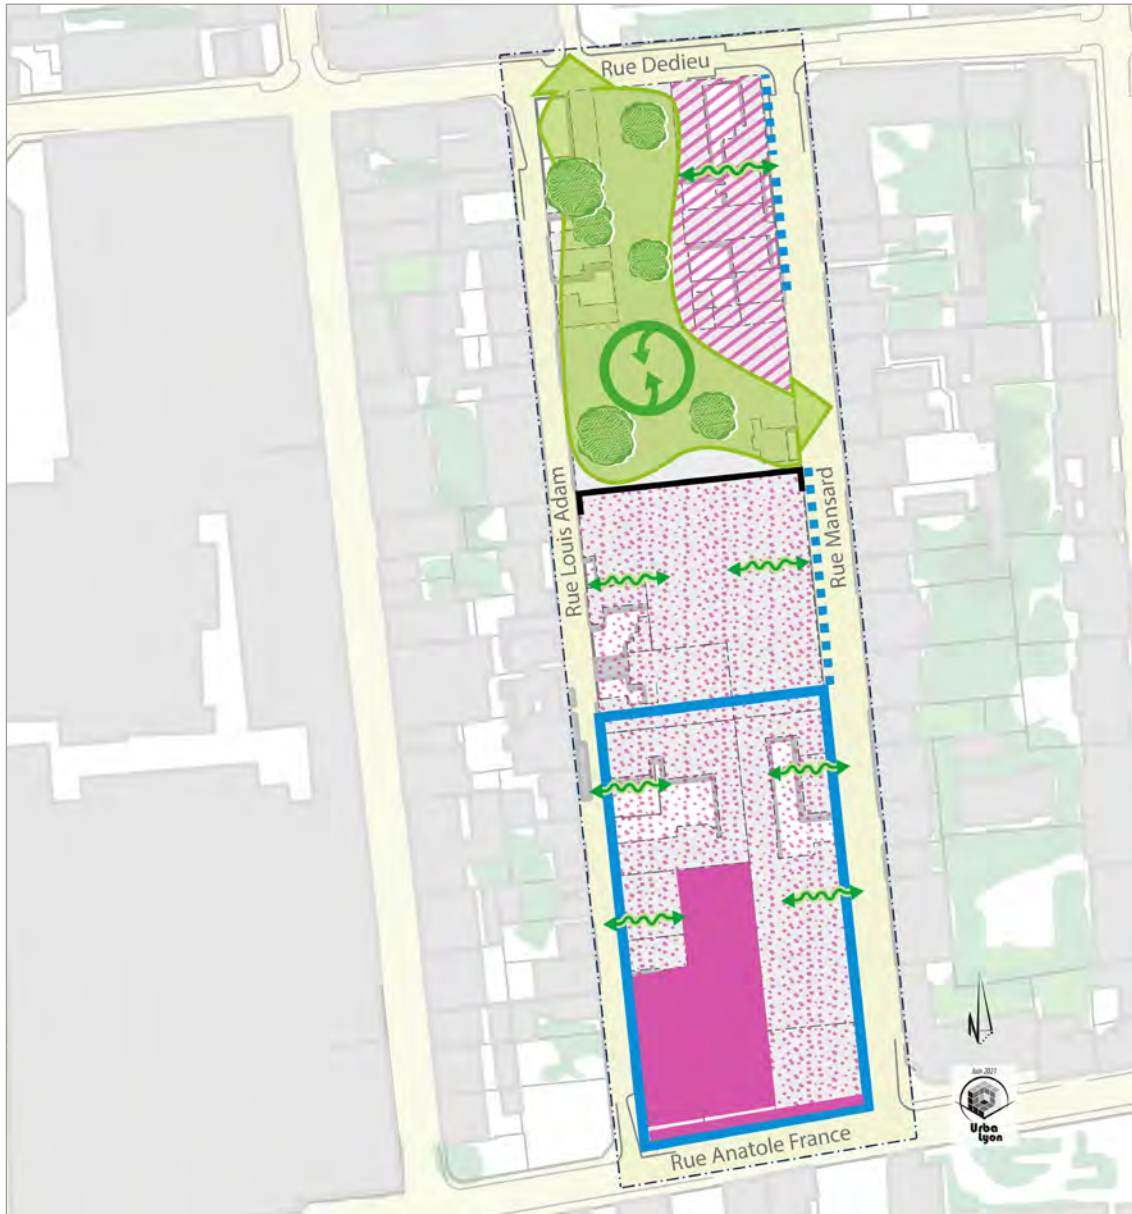 Rue Dedieu
Rue Louis Adam
Rue Mansard
N
Juin 2021
Urba
Lyon
Rue Anatole France